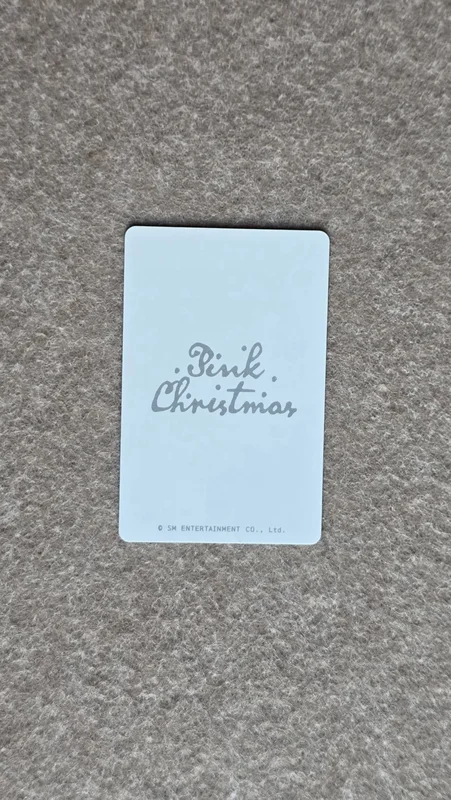 Pink
Christmas
© SM ENTERTAINMENT CO., Ltd.